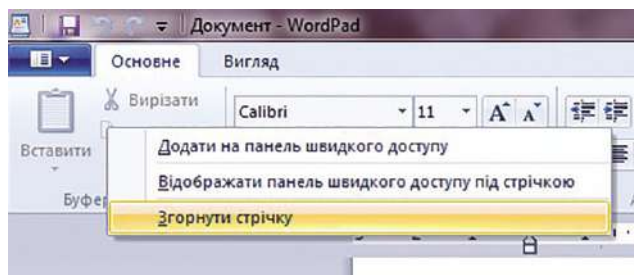 Документ - WordPad
Основне Вигляд
Вирізати
Calibri 11 A A
Вставити
Додати на панель швидкого доступу
Відображати панель швидкого доступу під стрічкою
Буфер
Згорнути стрічку